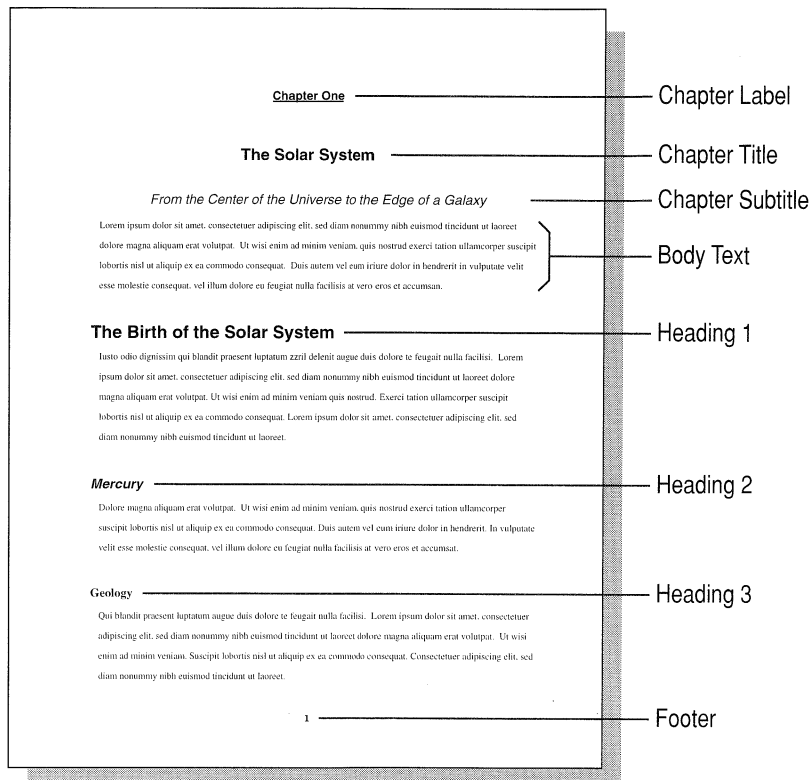 Chapter One
Chapter Label
The Solar System
Chapter Title
From the Center of the Universe to the Edge of a Galaxy
Chapter Subtitle
Lorem ipsum dolor sit amet. consectetuer adipiscing elit. sed diam nonummy nibh euismod tincidunt ut laoreet
dolore magna aliquam erat volutpat. Ut wisi enim ad minim veniam. quis nostrud exerci tation ullamcorper suscipit
lobortis nisl ut aliquip ex ea commodo consequat. Duis autem vel eum iriure dolor in hendrerit in vulputate velit
esse molestie consequat. vel illum dolore eu feugiat nulla facilisis at vero eros et accumsan.
Body Text
The Birth of the Solar System
Heading 1
Iusto odio dignissim qui blandit praesent luptatum zzril delenit augue duis dolore te feugait nulla facilisi. Lorem
ipsum dolor sit amet. consectetuer adipiscing elit. sed diam nonummy nibh euismod tincidunt ut laoreet dolore
magna aliquam erat volutpat. Ut wisi enim ad minim veniam quis nostrud. Exerci tation ullamcorper suscipit
lobortis nisl ut aliquip ex ea commodo consequat. Lorem ipsum dolor sit amet. consectetuer adipiscing elit. sed
diam nonummy nibh euismod tincidunt ut laoreet.
Mercury
Heading 2
Dolore magna aliquam erat volutpat. Ut wisi enim ad minim veniam. quis nostrud exerci tation ullamcorper
suscipit lobortis nisl ut aliquip ex ea commodo consequat. Duis autem vel eum iriure dolor in hendrerit. In vulputate
velit esse molestie consequat. vel illum dolore eu feugiat nulla facilisis at vero eros et accumsat.
Geology
Heading 3
Qui blandit praesent luptatum augue duis dolore te feugait nulla facilisi. Lorem ipsum dolor sit amet. consectetuer
adipiscing elit. sed diam nonummy nibh euismod tincidunt ut laoreet dolore magna aliquam erat volutpat. Ut wisi
enim ad minim veniam. Suscipit lobortis nisl ut aliquip ex ea commodo consequat. Consectetuer adipiscing elit. sed
diam nonummy nibh euismod tincidunt ut laoreet.
1
Footer